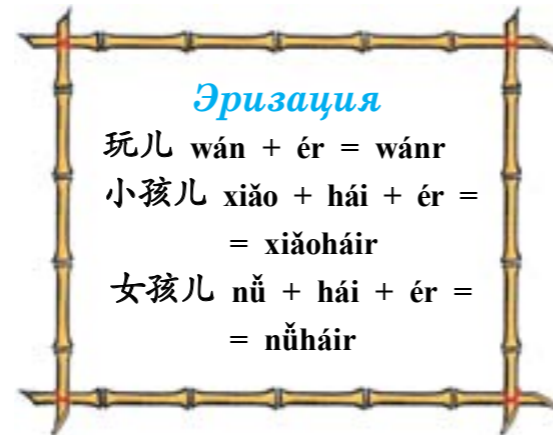 Эризация
玩儿 wán + ér = wánr
小孩儿 xiǎo + hái + ér =
= xiǎoháir
女孩儿 nǚ + hái + ér =
= nǚháir